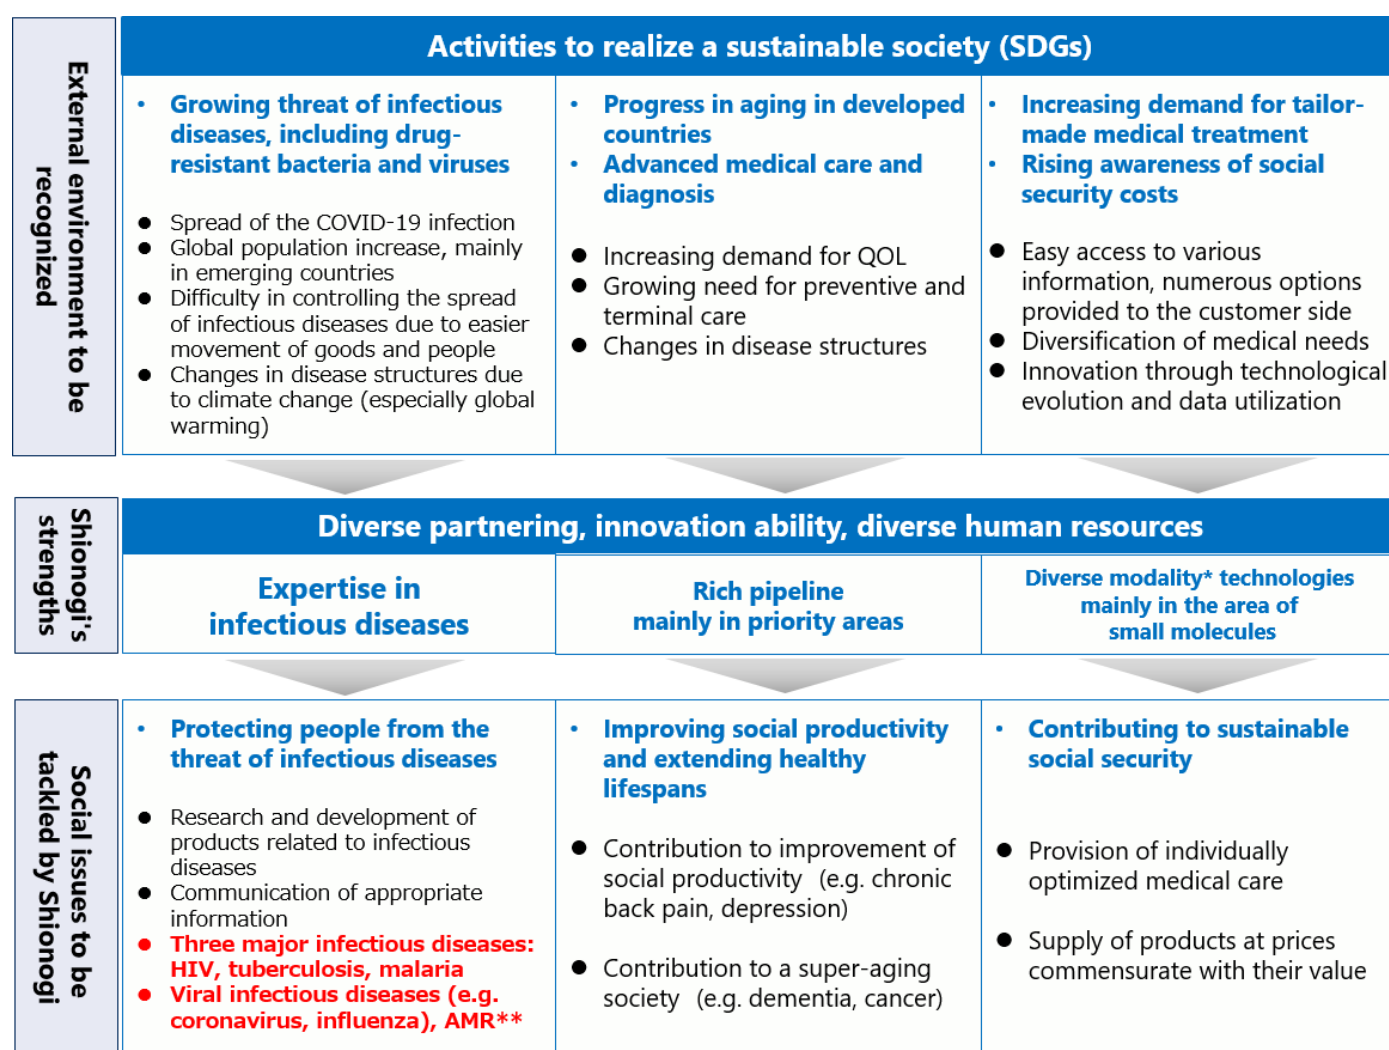 External environment to be
recognized
Activities to realize a sustainable society (SDGs)
• Growing threat of infectious
diseases, including drug-
resistant bacteria and viruses
● Spread of the COVID-19 infection
● Global population increase, mainly
in emerging countries
● Difficulty in controlling the spread
of infectious diseases due to easier
movement of goods and people
● Changes in disease structures due
to climate change (especially global
warming)
• Progress in aging in developed
countries
• Advanced medical care and
diagnosis
● Increasing demand for QOL
● Growing need for preventive and
terminal care
● Changes in disease structures
• Increasing demand for tailor-
made medical treatment
• Rising awareness of social
security costs
● Easy access to various
information, numerous options
provided to the customer side
● Diversification of medical needs
● Innovation through technological
evolution and data utilization
Shionogi's
strengths
Diverse partnering, innovation ability, diverse human resources
Expertise in
infectious diseases
Rich pipeline
mainly in priority areas
Diverse modality* technologies
mainly in the area of
small molecules
Social issues to be
tackled by Shionogi
• Protecting people from the
threat of infectious diseases
● Research and development of
products related to infectious
diseases
● Communication of appropriate
information
● Three major infectious diseases:
HIV, tuberculosis, malaria
● Viral infectious diseases (e.g.
coronavirus, influenza), AMR**
• Improving social productivity
and extending healthy
lifespans
● Contribution to improvement of
social productivity (e.g. chronic
back pain, depression)
● Contribution to a super-aging
society (e.g. dementia, cancer)
• Contributing to sustainable
social security
● Provision of individually
optimized medical care
● Supply of products at prices
commensurate with their value